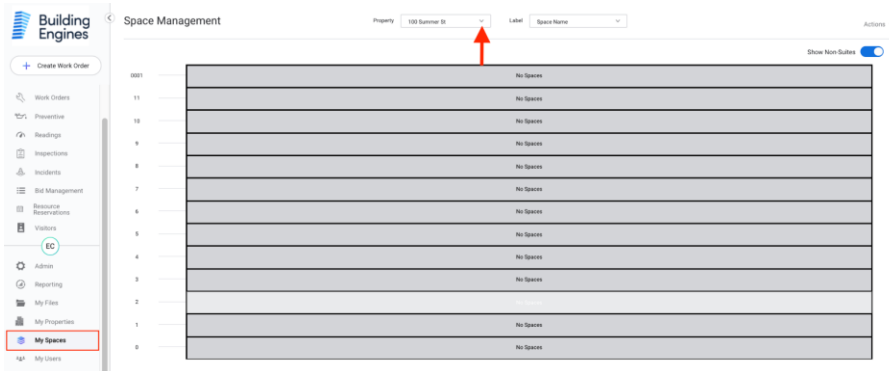 Building
Engines
Space Management
Property 100 Summer St
Label Space Name
Actions
Show Non-Suites
+ Create Work Order
Work Orders
Preventive
Readings
Inspections
Incidents
Bid Management
Resource
Reservations
Visitors
EC
Admin
Reporting
My Files
My Properties
My Spaces
My Users
0001 No Spaces
11 No Spaces
10 No Spaces
9 No Spaces
8 No Spaces
7 No Spaces
6 No Spaces
5 No Spaces
4 No Spaces
3 No Spaces
2 No Spaces
1 No Spaces
0 No Spaces